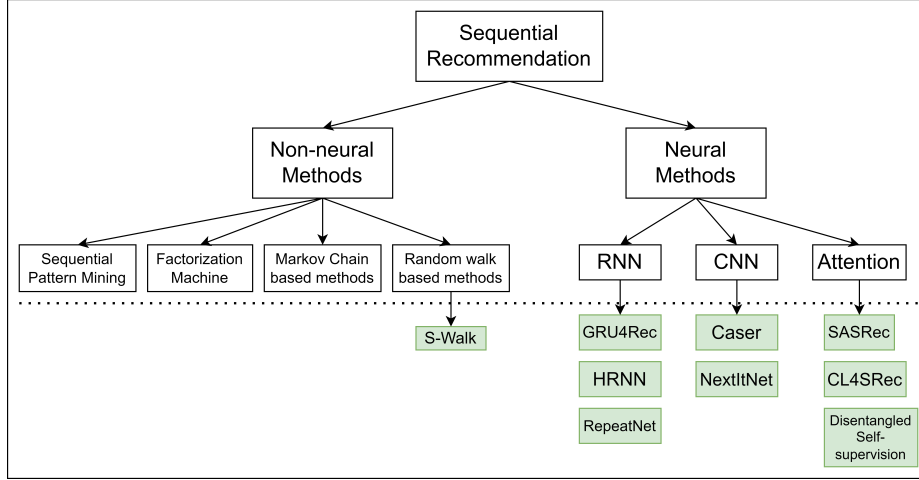 Sequential
Recommendation
Non-neural
Methods
Neural
Methods
Sequential
Pattern Mining
Factorization
Machine
Markov Chain
based methods
Random walk
based methods
RNN
CNN
Attention
S-Walk
GRU4Rec
Caser
SASRec
HRNN
NextItNet
CL4SRec
RepeatNet
Disentangled
Self-
supervision